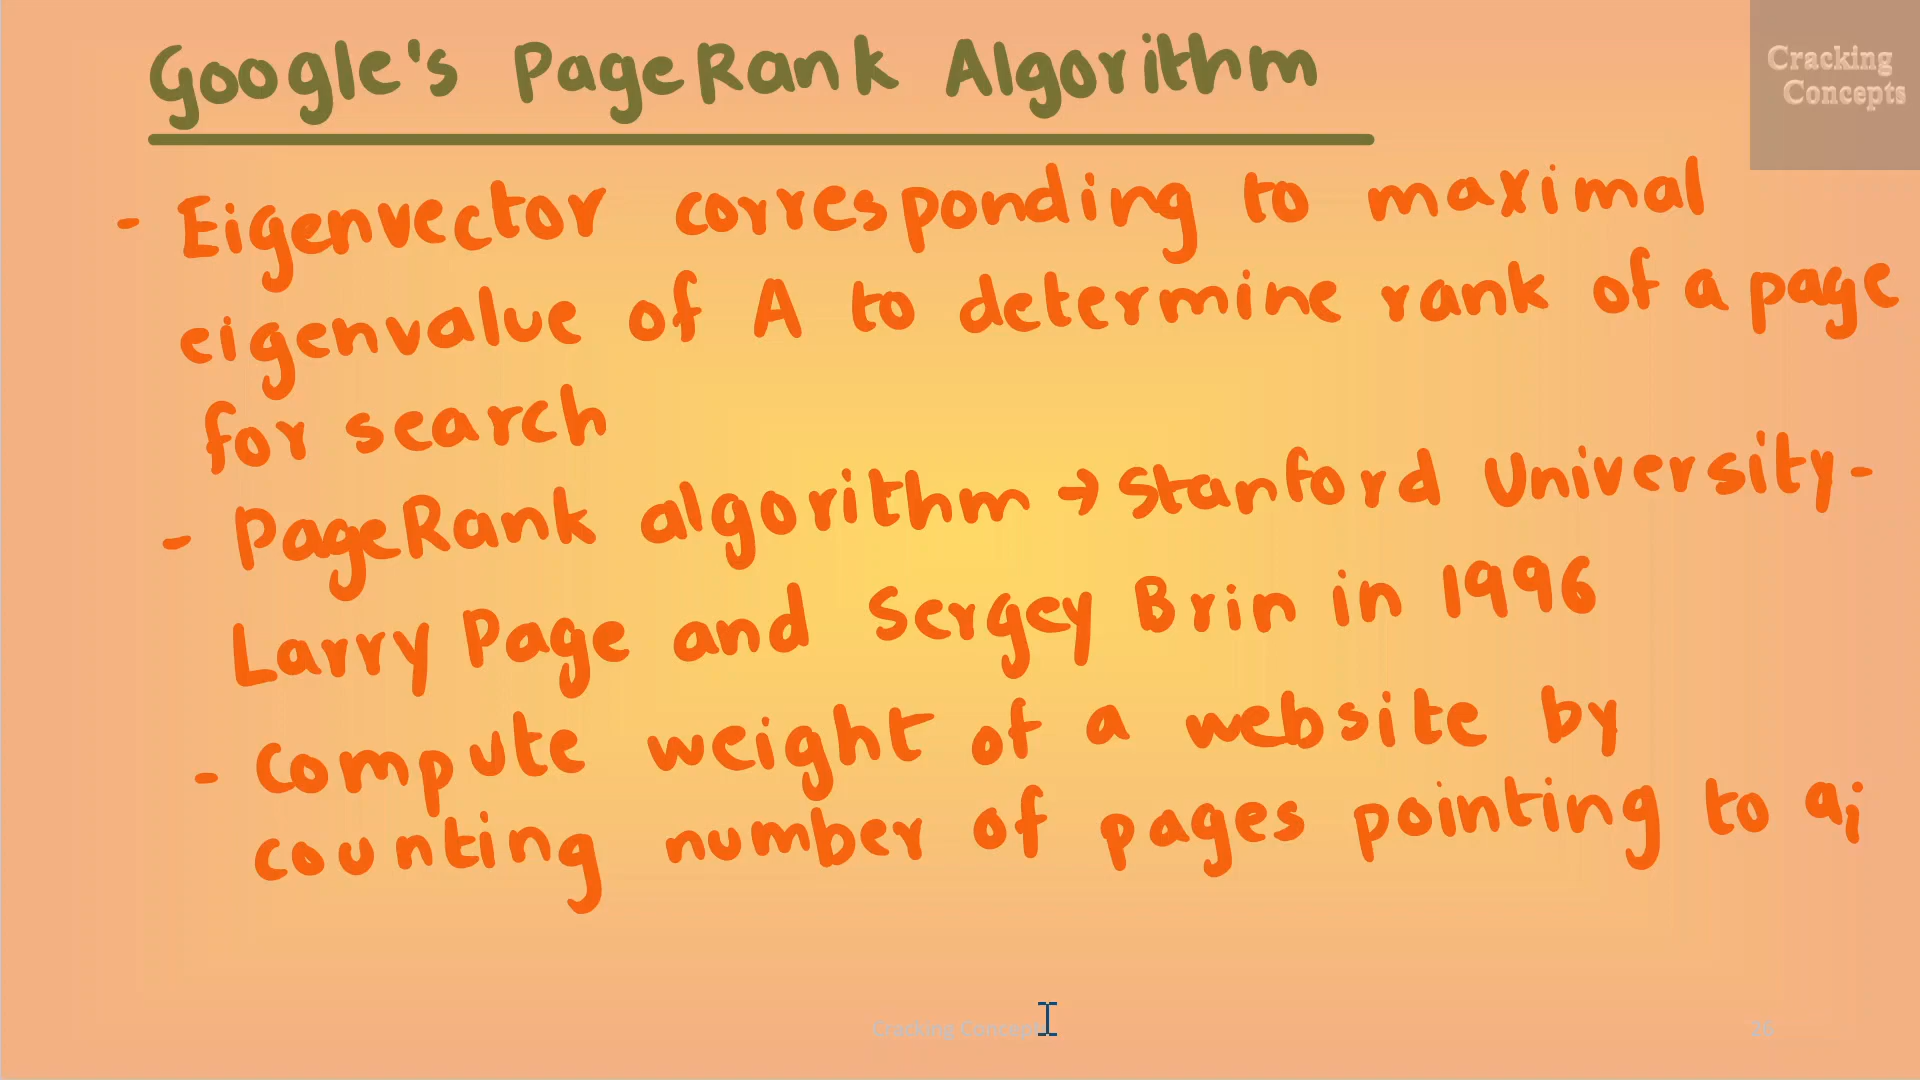 Google's PageRank Algorithm
Cracking
Concepts
- Eigenvector corresponding to maximal
eigenvalue of A to determine rank of a page
for search
- PageRank algorithm → Stanford University-
Larry Page and Sergey Brin in 1996
- Compute weight of a website by
counting number of pages pointing to ai
Cracking Concepts